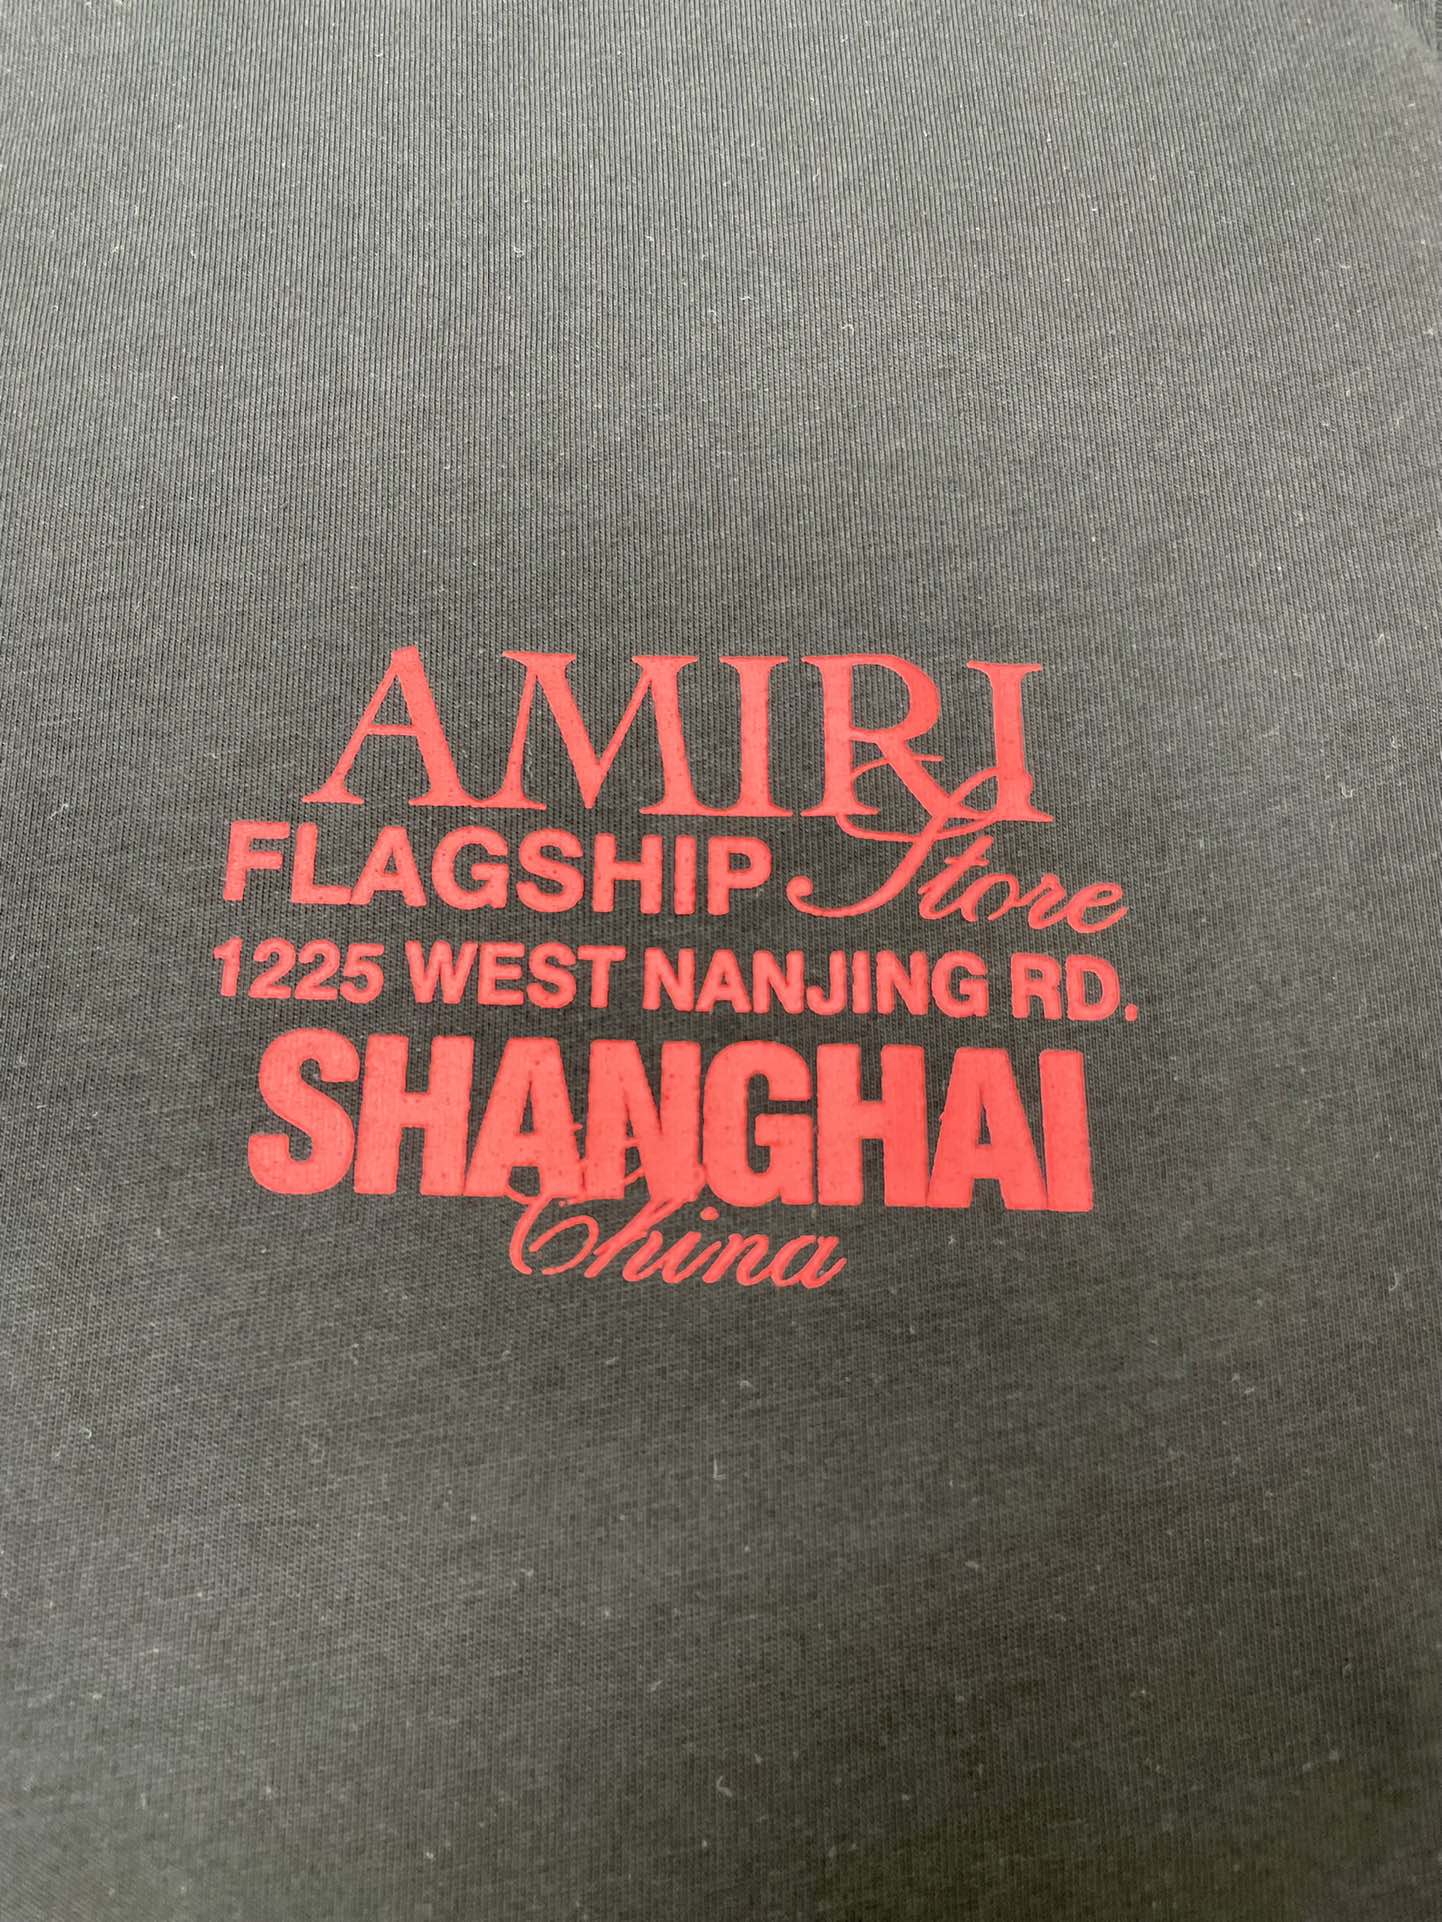 AMIRI
FLAGSHIP Store
1225 WEST NANJING RD.
SHANGHAI
China